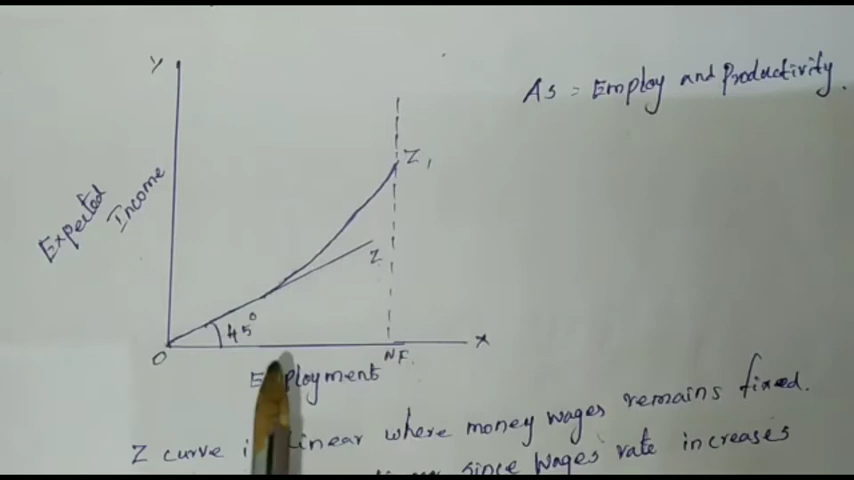 Y
As = Employ and Productivity.
Z1
Expected
Income
Z
45°
O
NF.
X
Employment
Z curve is linear where money wages remains fixed.
since wages rate increases